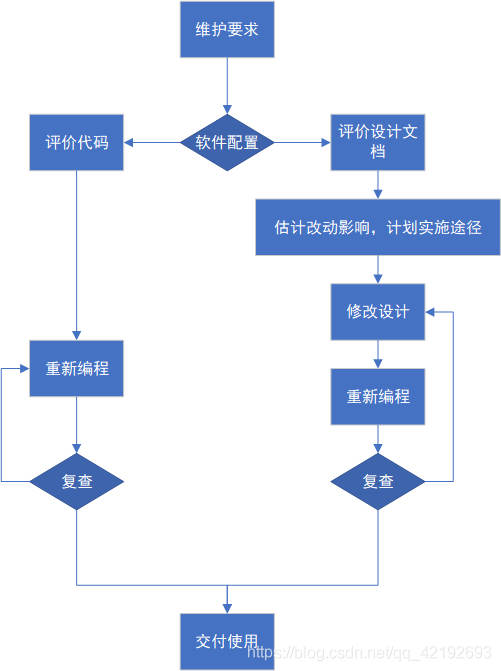 维护要求
评价代码
软件配置
评价设计文
档
估计改动影响，计划实施途径
修改设计
重新编程
重新编程
复查
复查
交付使用
https://blog.csdn.net/qq_42192693